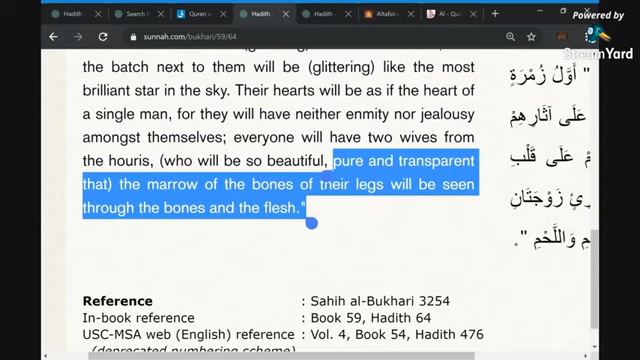 Hadith
Search t
Quran w
Hadith
Hadith
Altafsir.
Al - Qu
Powered by
StreamYard
sunnah.com/bukhari/59/64
the batch next to them will be (glittering) like the most
brilliant star in the sky. Their hearts will be as if the heart of
a single man, for they will have neither enmity nor jealousy
amongst themselves; everyone will have two wives from
the houris, (who will be so beautiful, pure and transparent
that) the marrow of the bones of their legs will be seen
through the bones and the flesh."
" أَوَّلُ زُمْرَةٍ
عَلَى آثَارِهِمْ
عَلَى قَلْبِ
زَوْجَتَانِ
وَاللَّحْمِ ".
Reference : Sahih al-Bukhari 3254
In-book reference : Book 59, Hadith 64
USC-MSA web (English) reference : Vol. 4, Book 54, Hadith 476
(deprecated numbering scheme)